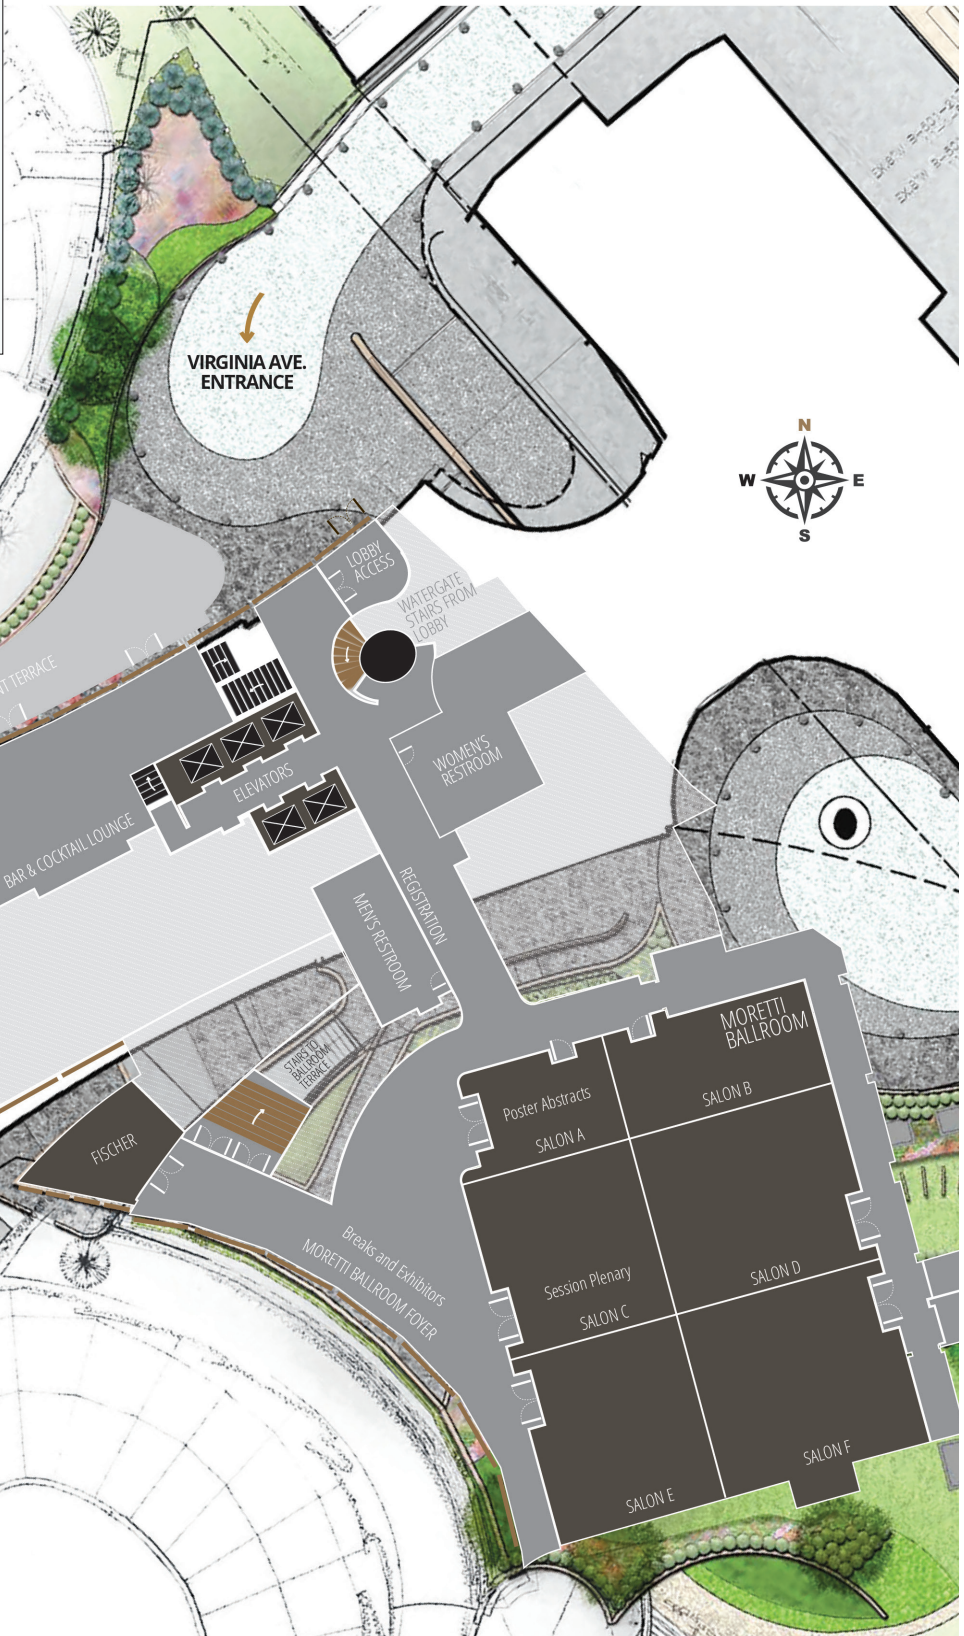 VIRGINIA AVE.
ENTRANCE
N
W
E
S
LOBBY
ACCESS
WATERGATE
STAIRS FROM
LOBBY
NT TERRACE
WOMEN'S
RESTROOM
ELEVATORS
BAR & COCKTAIL LOUNGE
REGISTRATION
MEN'S RESTROOM
STAIRS TO
BALLROOM
TERRACE
MORETTI
BALLROOM
Poster Abstracts
SALON A
SALON B
FISCHER
Breaks and Exhibitors
MORETTI BALLROOM FOYER
Session Plenary
SALON C
SALON D
SALON E
SALON F